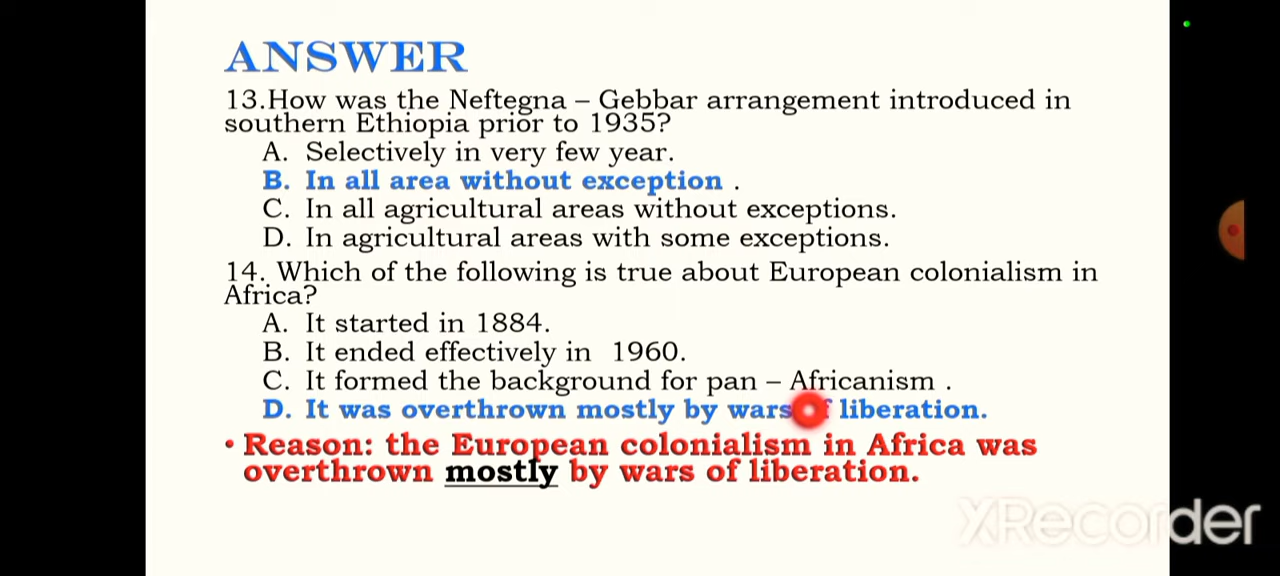 ANSWER
13.How was the Neftegna – Gebbar arrangement introduced in
southern Ethiopia prior to 1935?
A. Selectively in very few year.
B. In all area without exception .
C. In all agricultural areas without exceptions.
D. In agricultural areas with some exceptions.
14. Which of the following is true about European colonialism in
Africa?
A. It started in 1884.
B. It ended effectively in 1960.
C. It formed the background for pan – Africanism .
D. It was overthrown mostly by wars of liberation.
• Reason: the European colonialism in Africa was
overthrown mostly by wars of liberation.
XRecorder